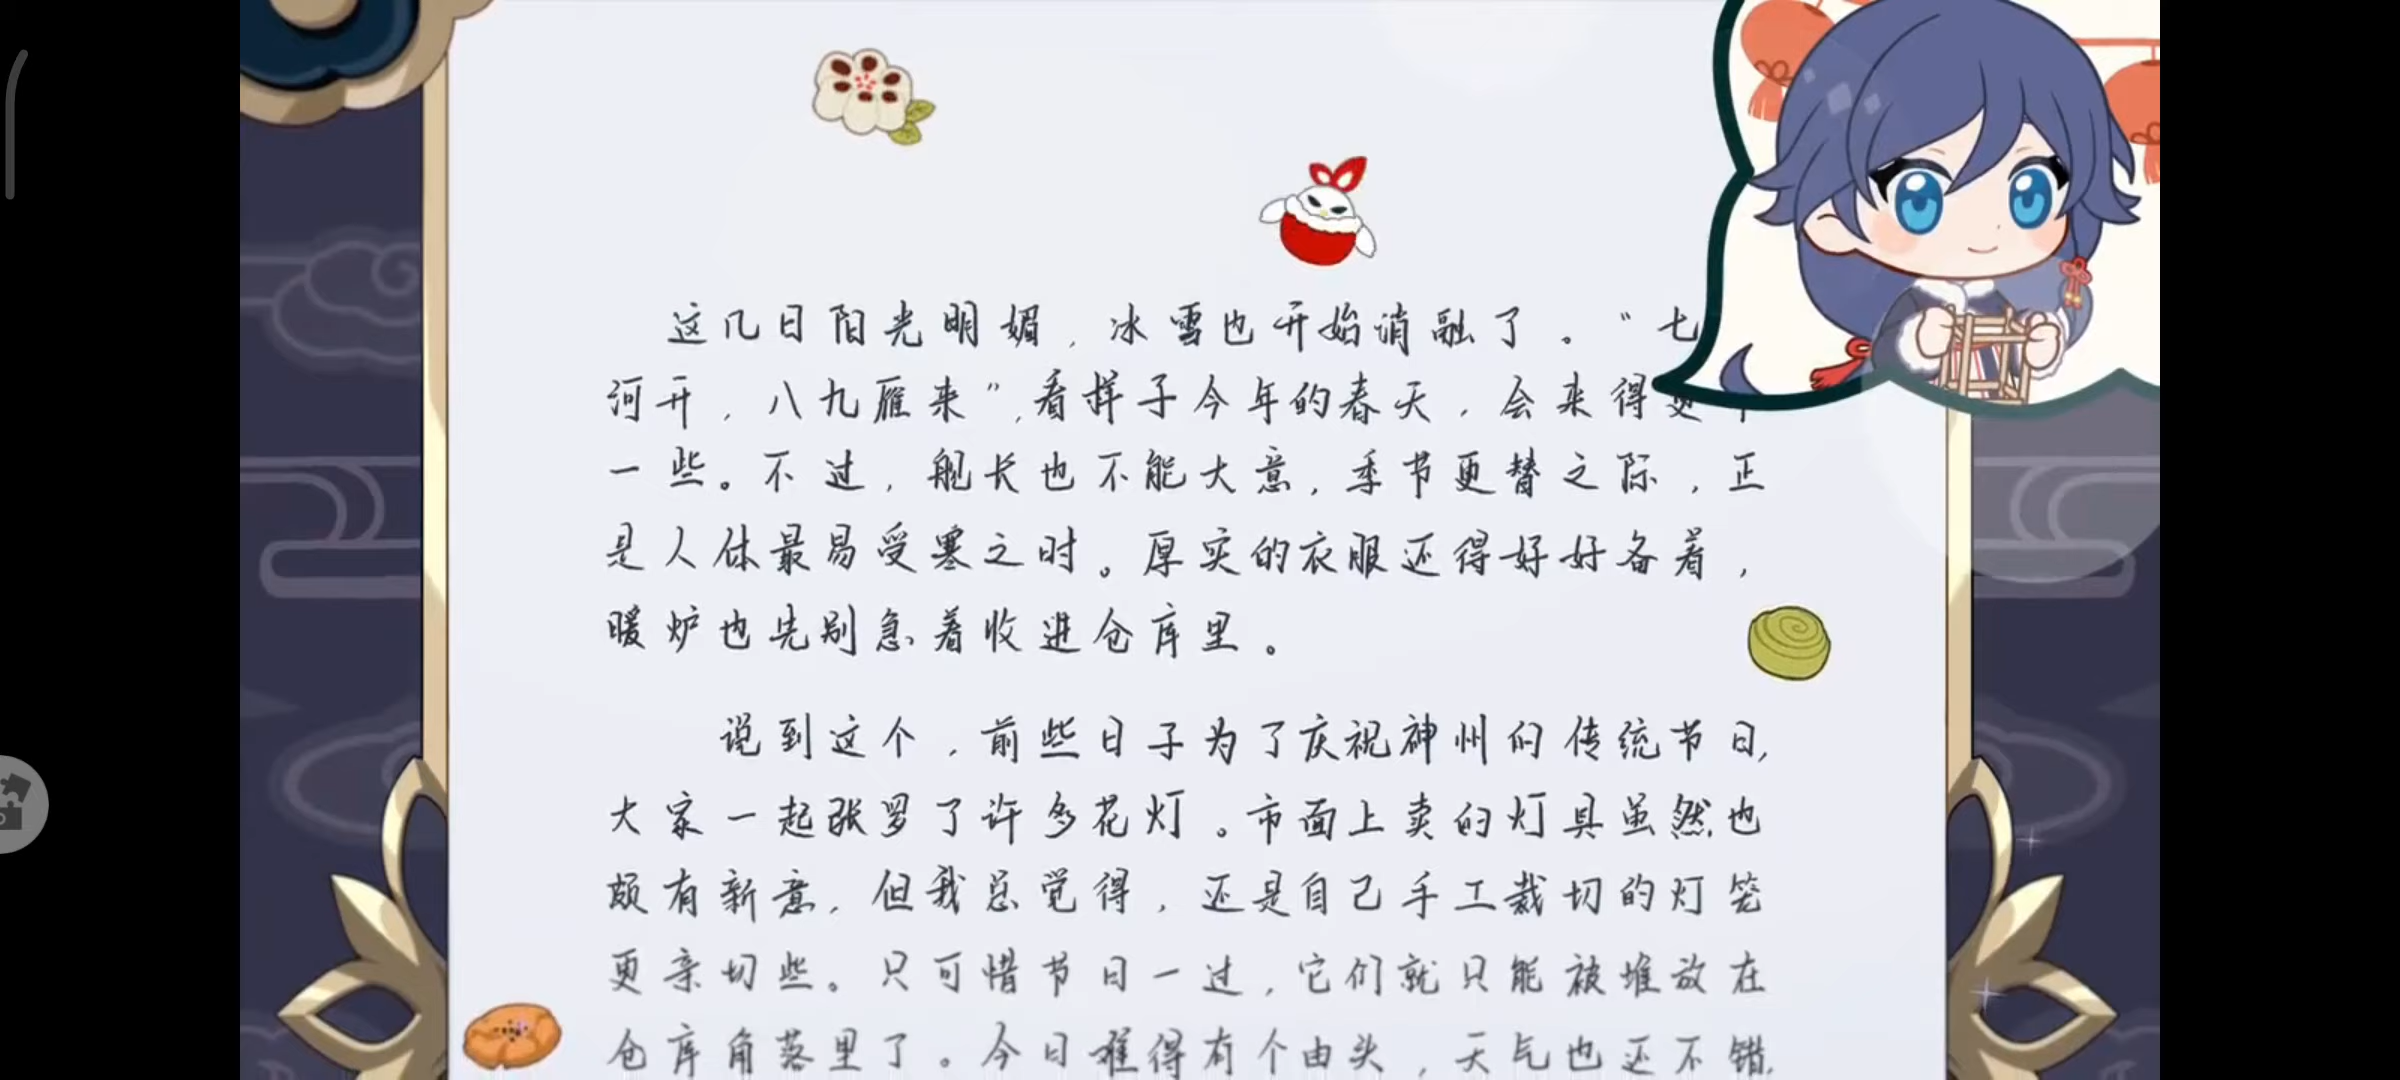 这几日阳光明媚，冰雪也开始消融了。“七
河开，八九雁来”，看样子今年的春天，会来得
一些。不过，舰长也不能大意，季节更替之际，正
是人体最易受寒之时。厚实的衣服还得好好备着，
暖炉也先别急着收进仓库里。
说到这个，前些日子为了庆祝神州的传统节日，
大家一起张罗了许多花灯。市面上卖的灯具虽然也
颇有新意，但我总觉得，还是自己手工裁切的灯笼
更亲切些。只可惜节日一过，它们就只能被堆放在
仓库角落里了。今日难得有个由头，天气也还不错，